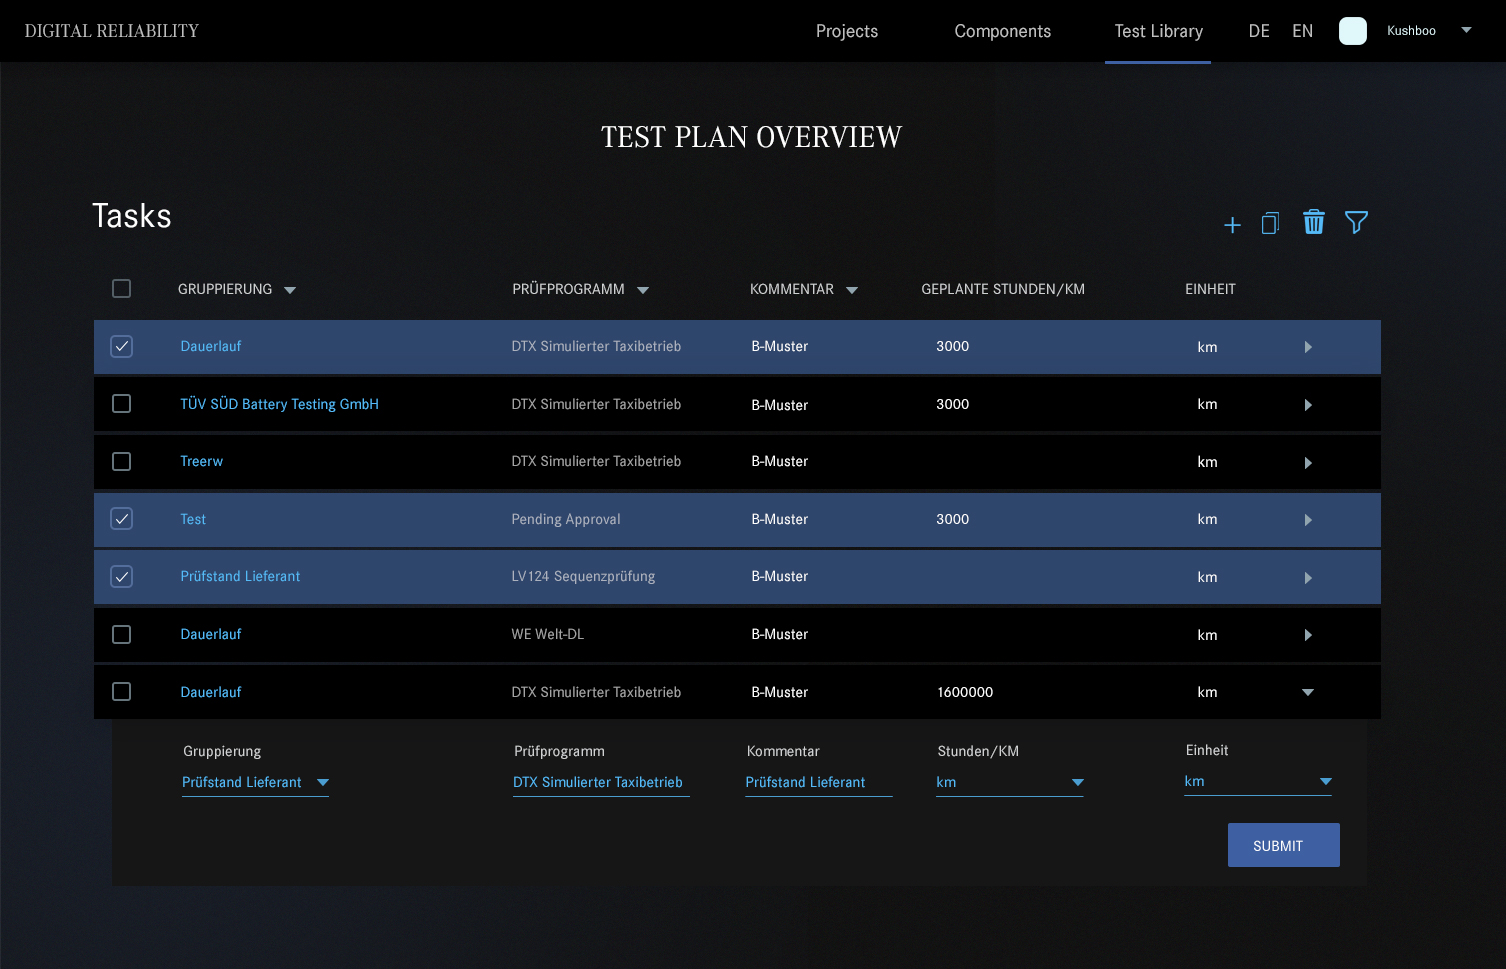 DIGITAL RELIABILITY Projects Components Test Library DE EN Kushboo
TEST PLAN OVERVIEW
Tasks
GRUPPIERUNG PRÜFPROGRAMM KOMMENTAR GEPLANTE STUNDEN/KM EINHEIT
Dauerlauf DTX Simulierter Taxibetrieb B-Muster 3000 km
TÜV SÜD Battery Testing GmbH DTX Simulierter Taxibetrieb B-Muster 3000 km
Treerw DTX Simulierter Taxibetrieb B-Muster km
Test Pending Approval B-Muster 3000 km
Prüfstand Lieferant LV124 Sequenzprüfung B-Muster km
Dauerlauf WE Welt-DL B-Muster km
Dauerlauf DTX Simulierter Taxibetrieb B-Muster 1600000 km
Gruppierung Prüfprogramm Kommentar Stunden/KM Einheit
Prüfstand Lieferant DTX Simulierter Taxibetrieb Prüfstand Lieferant km km
SUBMIT